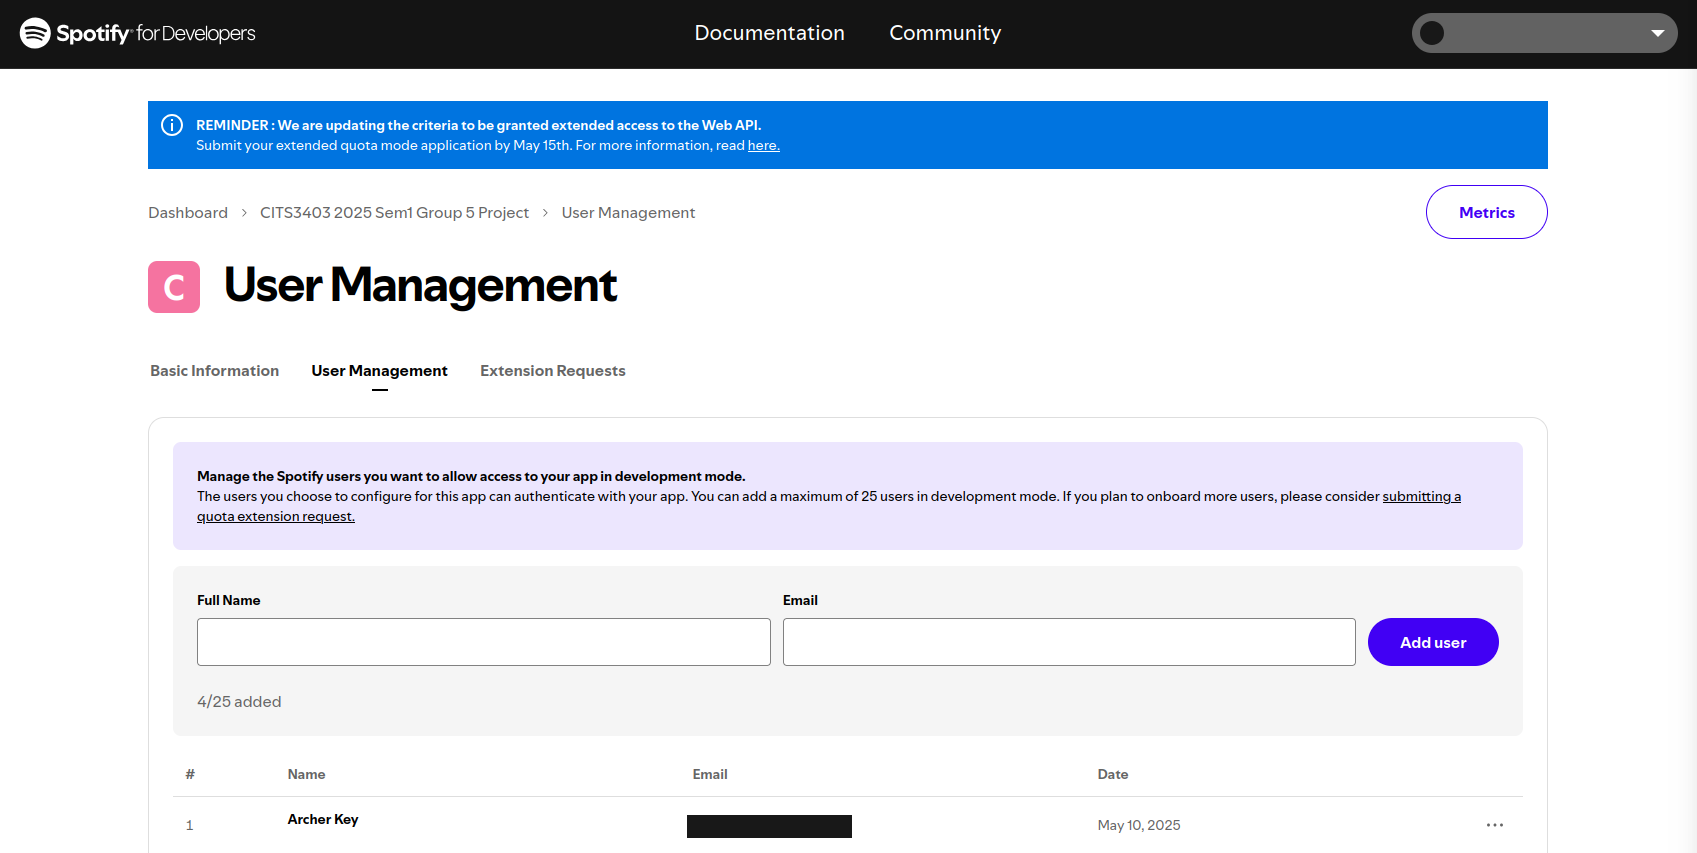 Spotify for Developers
Documentation
Community
REMINDER : We are updating the criteria to be granted extended access to the Web API.
Submit your extended quota mode application by May 15th. For more information, read here.
Dashboard › CITS3403 2025 Sem1 Group 5 Project › User Management
Metrics
C
User Management
Basic Information
User Management
Extension Requests
Manage the Spotify users you want to allow access to your app in development mode.
The users you choose to configure for this app can authenticate with your app. You can add a maximum of 25 users in development mode. If you plan to onboard more users, please consider submitting a
quota extension request.
Full Name
Email
Add user
4/25 added
# Name Email Date
1 Archer Key May 10, 2025 ···